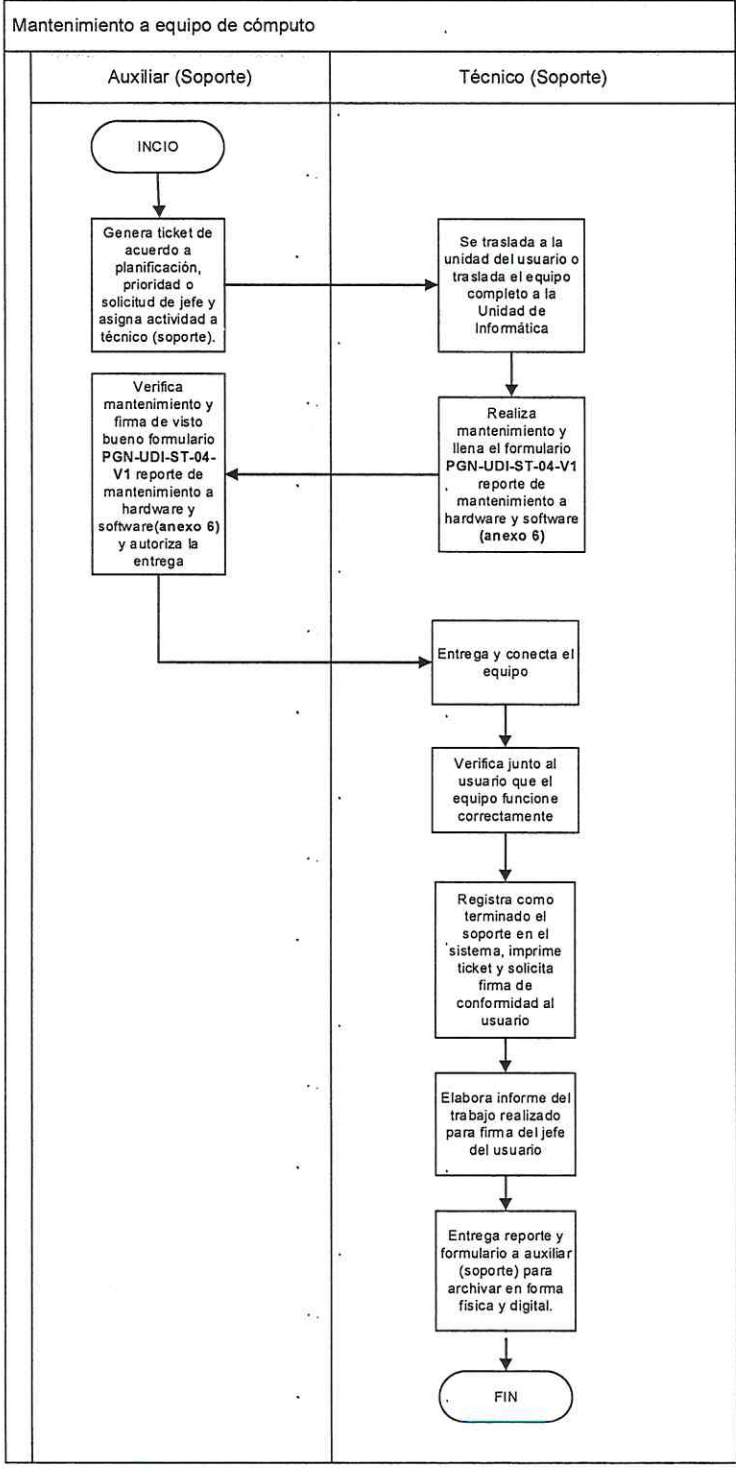 Mantenimiento a equipo de cómputo
Auxiliar (Soporte)
Técnico (Soporte)
INCIO
Genera ticket de
acuerdo a
planificación,
prioridad o
solicitud de jefe y
asigna actividad a
técnico (soporte).
Se traslada a la
unidad del usuario o
traslada el equipo
completo a la
Unidad de
Informática
Realiza
mantenimiento y
llena el formulario
PGN-UDI-ST-04-V1
reporte de
mantenimiento a
hardware y software
(anexo 6)
Verifica
mantenimiento y
firma de visto
bueno formulario
PGN-UDI-ST-04-
V1 reporte de
mantenimiento a
hardware y
software(anexo 6)
y autoriza la
entrega
Entrega y conecta el
equipo
Verifica junto al
usuario que el
equipo funcione
correctamente
Registra como
terminado el
soporte en el
sistema, imprime
ticket y solicita
firma de
conformidad al
usuario
Elabora informe del
trabajo realizado
para firma del jefe
del usuario
Entrega reporte y
formulario a auxiliar
(soporte) para
archivar en forma
física y digital.
FIN